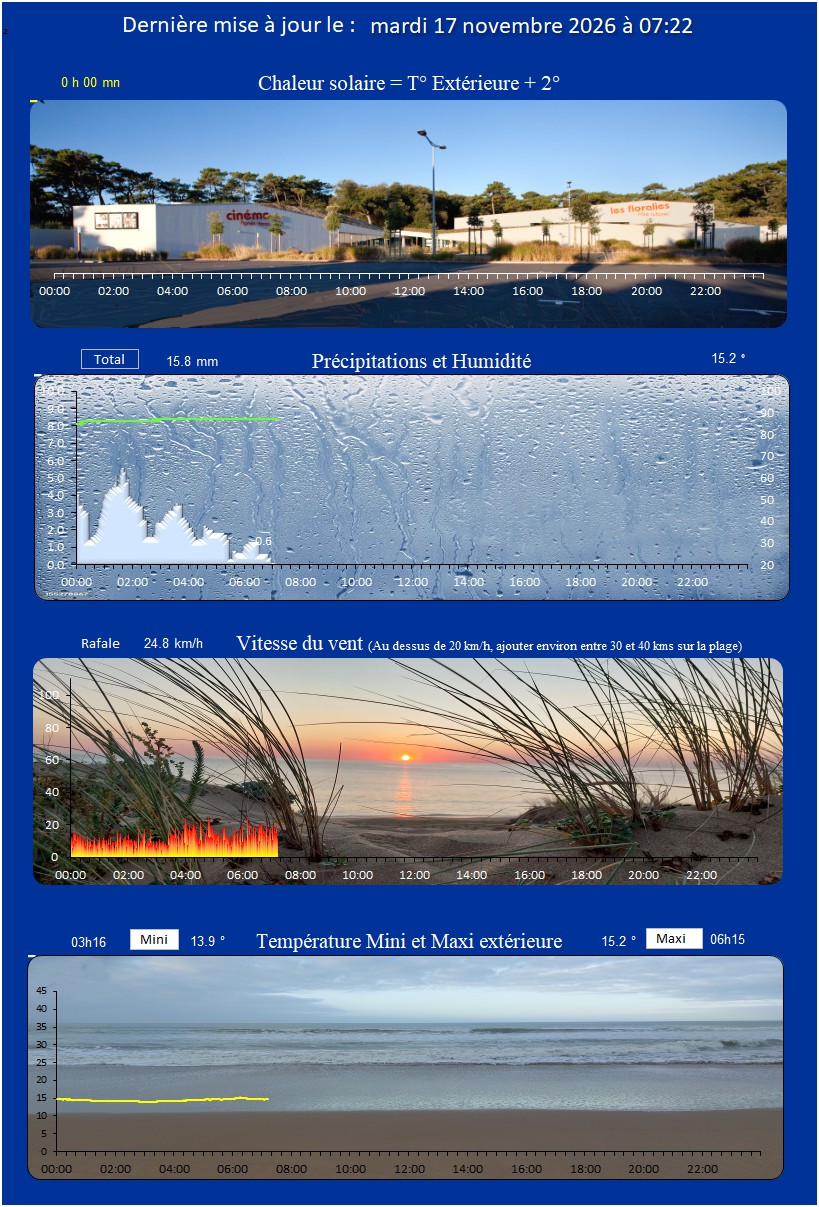 Dernière mise à jour le : mardi 17 novembre 2026 à 07:22
0 h 00 mn Chaleur solaire = T° Extérieure + 2°
cinéma
les floralies
00:00 02:00 04:00 06:00 08:00 10:00 12:00 14:00 16:00 18:00 20:00 22:00
Total 15.8 mm Précipitations et Humidité 15.2 °
10.0 100
9.0 90
8.0 80
7.0 70
6.0
5.0 60
4.0 50
3.0
2.0 40
0.6
1.0 30
0.0 20
00:00 02:00 04:00 06:00 08:00 10:00 12:00 14:00 16:00 18:00 20:00 22:00
Rafale 24.8 km/h Vitesse du vent (Au dessus de 20 km/h, ajouter environ entre 30 et 40 kms sur la plage)
100
80
60
40
20
0
00:00 02:00 04:00 06:00 08:00 10:00 12:00 14:00 16:00 18:00 20:00 22:00
03h16 Mini 13.9 ° Température Mini et Maxi extérieure 15.2 ° Maxi 06h15
45
40
35
30
25
20
15
10
5
0
00:00 02:00 04:00 06:00 08:00 10:00 12:00 14:00 16:00 18:00 20:00 22:00